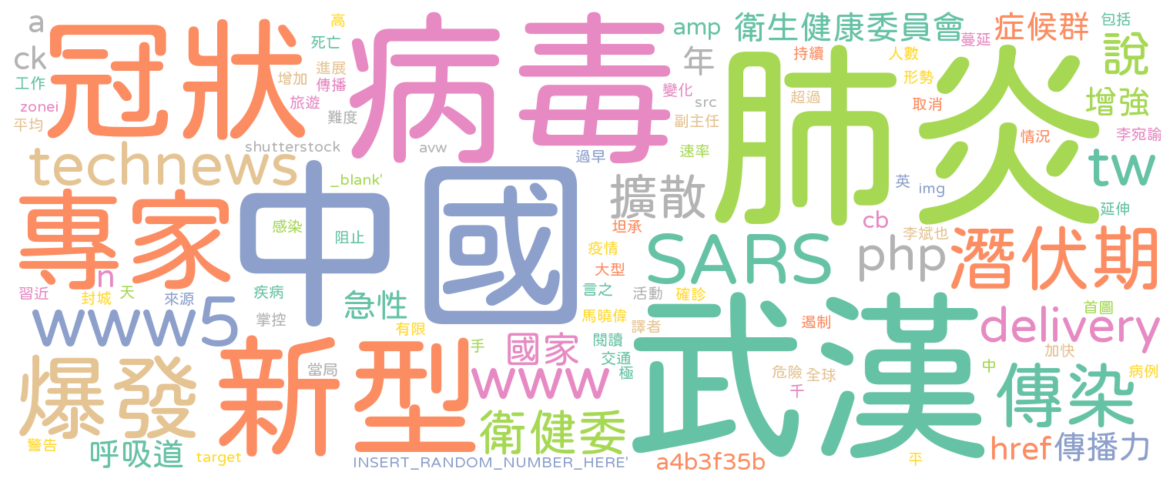 a
冠狀
病毒
amp
衛生健康委員會
症候群
包括
高
死亡
ck
工作
增加
進展
傳播
年
持續
人數
蔓延
說
形勢
zonei
旅遊
難度
變化
src
超過
取消
增強
平均
副主任
肺炎
情況
李宛諭
technews
shutterstock
avw
過早
速率
tw
_blank'
專家
中國
擴散
英
img
cb
延伸
感染
阻止
坦承
疫情
SARS
php
李斌也
潛伏期
n
大型
習近
封城
天
來源
疾病
急性
言之
活動
確診
www5
掌控
有限
馬曉偉
譯者
遏制
首圖
delivery
爆發
新型
當局
手
國家
閱讀
交通
極
武漢
加快
危險
全球
千
中
病例
www
傳染
警告
呼吸道
target
衛健委
INSERT_RANDOM_NUMBER_HERE'
a4b3f35b
平
href
傳播力